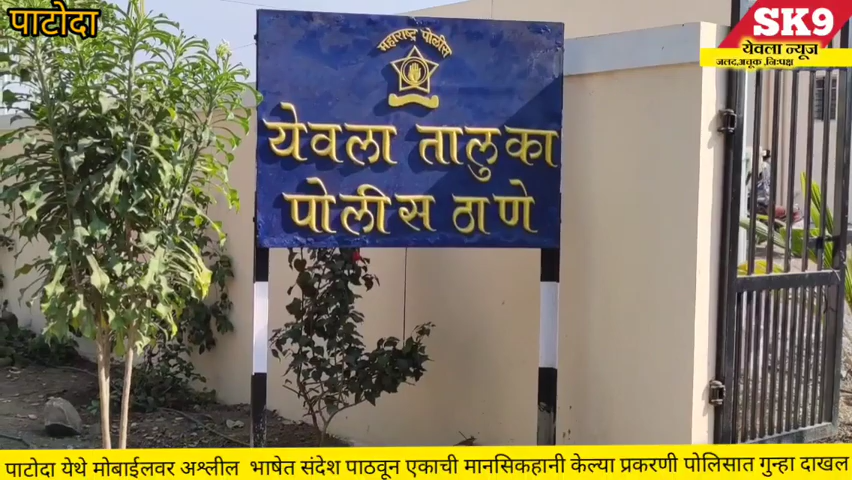 पाटोदा
SK9
येवला न्यूज
जलद,अचूक ,निःपक्ष
महाराष्ट्र पोलीस
येवला तालुका
पोलीस ठाणे
पाटोदा येथे मोबाईलवर अश्लील भाषेत संदेश पाठवून एकाची मानसिकहानी केल्या प्रकरणी पोलिसात गुन्हा दाखल